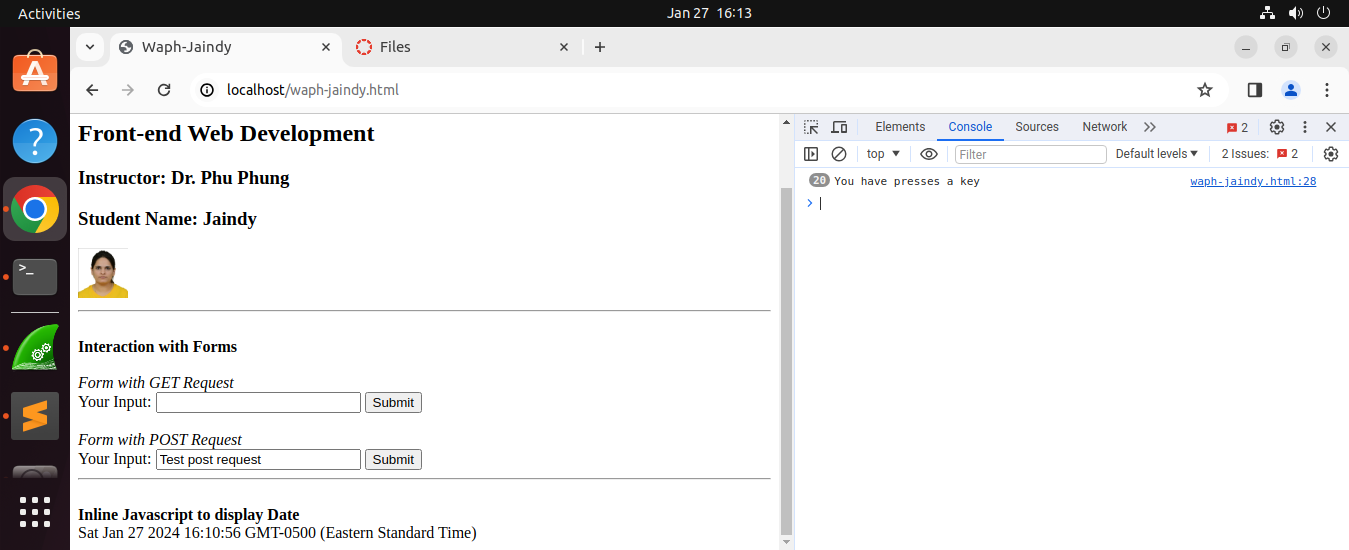 Activities
Jan 27 16:13
Waph-Jaindy
Files
localhost/waph-jaindy.html
Front-end Web Development
Instructor: Dr. Phu Phung
Student Name: Jaindy
Interaction with Forms
Form with GET Request
Your Input: Submit
Form with POST Request
Your Input: Test post request Submit
Inline Javascript to display Date
Sat Jan 27 2024 16:10:56 GMT-0500 (Eastern Standard Time)
Elements Console Sources Network 2
top Filter Default levels 2 Issues: 2
20 You have presses a key waph-jaindy.html:28